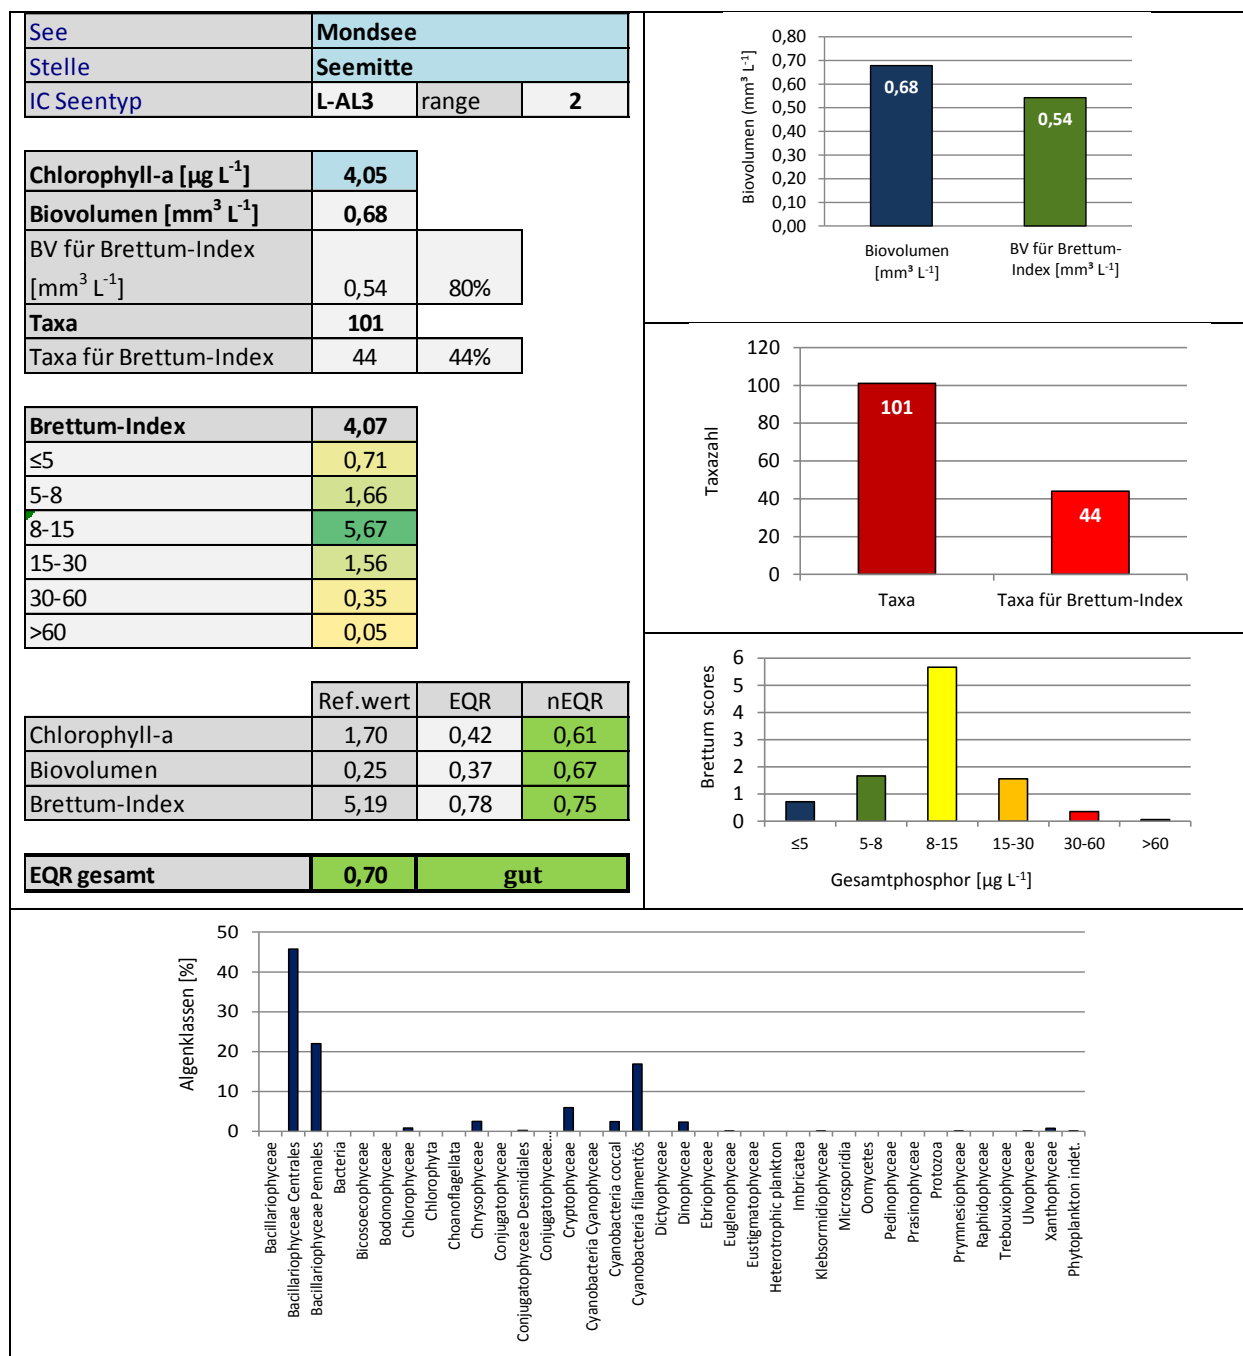 See Mondsee
Stelle Seemitte
IC Seentyp L-AL3 range 2
Chlorophyll-a [µg L-1] 4,05
Biovolumen [mm3 L-1] 0,68
BV für Brettum-Index
[mm3 L-1] 0,54 80%
Taxa 101
Taxa für Brettum-Index 44 44%
Brettum-Index 4,07
≤5 0,71
5-8 1,66
8-15 5,67
15-30 1,56
30-60 0,35
>60 0,05
Ref.wert EQR nEQR
Chlorophyll-a 1,70 0,42 0,61
Biovolumen 0,25 0,37 0,67
Brettum-Index 5,19 0,78 0,75
EQR gesamt 0,70 gut
Biovolumen (mm³ L-1)
0,80
0,70
0,60
0,50
0,40
0,30
0,20
0,10
0,00
0,68
0,54
Biovolumen
[mm³ L-1]
BV für Brettum-
Index [mm³ L-1]
Taxazahl
120
100
80
60
40
20
0
101
44
Taxa Taxa für Brettum-Index
Brettum scores
6
5
4
3
2
1
0
≤5 5-8 8-15 15-30 30-60 >60
Gesamtphosphor [µg L-1]
Algenklassen [%]
50
40
30
20
10
0
Bacillariophyceae
Bacillariophyceae Centrales
Bacillariophyceae Pennales
Bacteria
Bicosoecophyceae
Bodonophyceae
Chlorophyceae
Chlorophyta
Choanoflagellata
Chrysophyceae
Conjugatophyceae
Conjugatophyceae Desmidiales
Conjugatophyceae...
Cryptophyceae
Cyanobacteria Cyanophyceae
Cyanobacteria coccal
Cyanobacteria filamentös
Dictyophyceae
Dinophyceae
Ebriophyceae
Euglenophyceae
Eustigmatophyceae
Heterotrophic plankton
Imbricatea
Klebsormidiophyceae
Microsporidia
Oomycetes
Pedinophyceae
Prasinophyceae
Protozoa
Prymnesiophyceae
Raphidophyceae
Trebouxiophyceae
Ulvophyceae
Xanthophyceae
Phytoplankton indet.